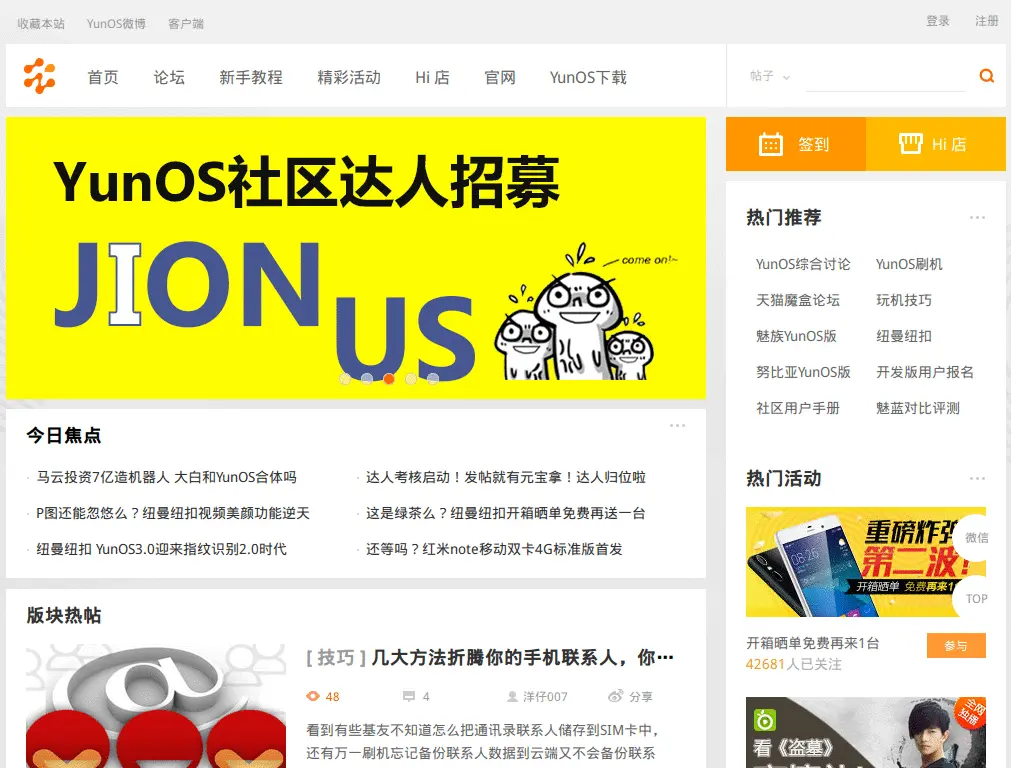 收藏本站 YunOS微博 客户端 登录 注册
首页 论坛 新手教程 精彩活动 Hi 店 官网 YunOS下载 帖子
YunOS社区达人招募
JION
US
come on!~
签到 Hi 店
热门推荐
YunOS综合讨论 YunOS刷机
天猫魔盒论坛 玩机技巧
魅族YunOS版 纽曼纽扣
努比亚YunOS版 开发版用户报名
社区用户手册 魅蓝对比评测
今日焦点
马云投资7亿造机器人 大白和YunOS合体吗 达人考核启动！发帖就有元宝拿！达人归位啦
P图还能忽悠么？纽曼纽扣视频美颜功能逆天 这是绿茶么？纽曼纽扣开箱晒单免费再送一台
纽曼纽扣 YunOS3.0迎来指纹识别2.0时代 还等吗？红米note移动双卡4G标准版首发
热门活动
重磅炸弹
第二波!
开箱晒单 免费再来1
08:26
微信
TOP
开箱晒单免费再来1台
42681人已关注
参与
版块热帖
[ 技巧 ] 几大方法折腾你的手机联系人，你···
48 4 洋仔007 分享
看到有些基友不知道怎么把通讯录联系人储存到SIM卡中，
还有万一刷机忘记备份联系人数据到云端又不会备份联系
全网
独播
看《盗墓》